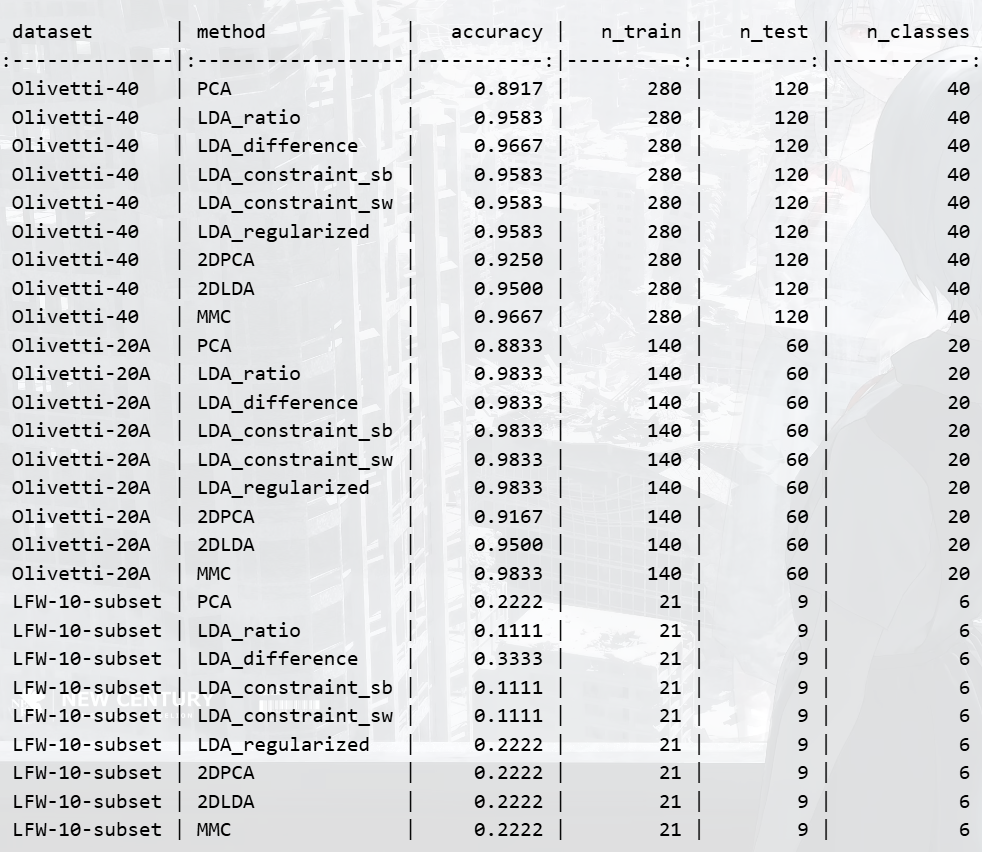 dataset | method | accuracy | n_train | n_test | n_classes
:--------------|:------------------|-----------:|----------:|---------:|------------:
Olivetti-40 | PCA | 0.8917 | 280 | 120 | 40
Olivetti-40 | LDA_ratio | 0.9583 | 280 | 120 | 40
Olivetti-40 | LDA_difference | 0.9667 | 280 | 120 | 40
Olivetti-40 | LDA_constraint_sb | 0.9583 | 280 | 120 | 40
Olivetti-40 | LDA_constraint_sw | 0.9583 | 280 | 120 | 40
Olivetti-40 | LDA_regularized | 0.9583 | 280 | 120 | 40
Olivetti-40 | 2DPCA | 0.9250 | 280 | 120 | 40
Olivetti-40 | 2DLDA | 0.9500 | 280 | 120 | 40
Olivetti-40 | MMC | 0.9667 | 280 | 120 | 40
Olivetti-20A | PCA | 0.8833 | 140 | 60 | 20
Olivetti-20A | LDA_ratio | 0.9833 | 140 | 60 | 20
Olivetti-20A | LDA_difference | 0.9833 | 140 | 60 | 20
Olivetti-20A | LDA_constraint_sb | 0.9833 | 140 | 60 | 20
Olivetti-20A | LDA_constraint_sw | 0.9833 | 140 | 60 | 20
Olivetti-20A | LDA_regularized | 0.9833 | 140 | 60 | 20
Olivetti-20A | 2DPCA | 0.9167 | 140 | 60 | 20
Olivetti-20A | 2DLDA | 0.9500 | 140 | 60 | 20
Olivetti-20A | MMC | 0.9833 | 140 | 60 | 20
LFW-10-subset | PCA | 0.2222 | 21 | 9 | 6
LFW-10-subset | LDA_ratio | 0.1111 | 21 | 9 | 6
LFW-10-subset | LDA_difference | 0.3333 | 21 | 9 | 6
LFW-10-subset | LDA_constraint_sb | 0.1111 | 21 | 9 | 6
NEW CENTURY
LFW-10-subset | LDA_constraint_sw | 0.1111 | 21 | 9 | 6
LFW-10-subset | LDA_regularized | 0.2222 | 21 | 9 | 6
LFW-10-subset | 2DPCA | 0.2222 | 21 | 9 | 6
LFW-10-subset | 2DLDA | 0.2222 | 21 | 9 | 6
LFW-10-subset | MMC | 0.2222 | 21 | 9 | 6